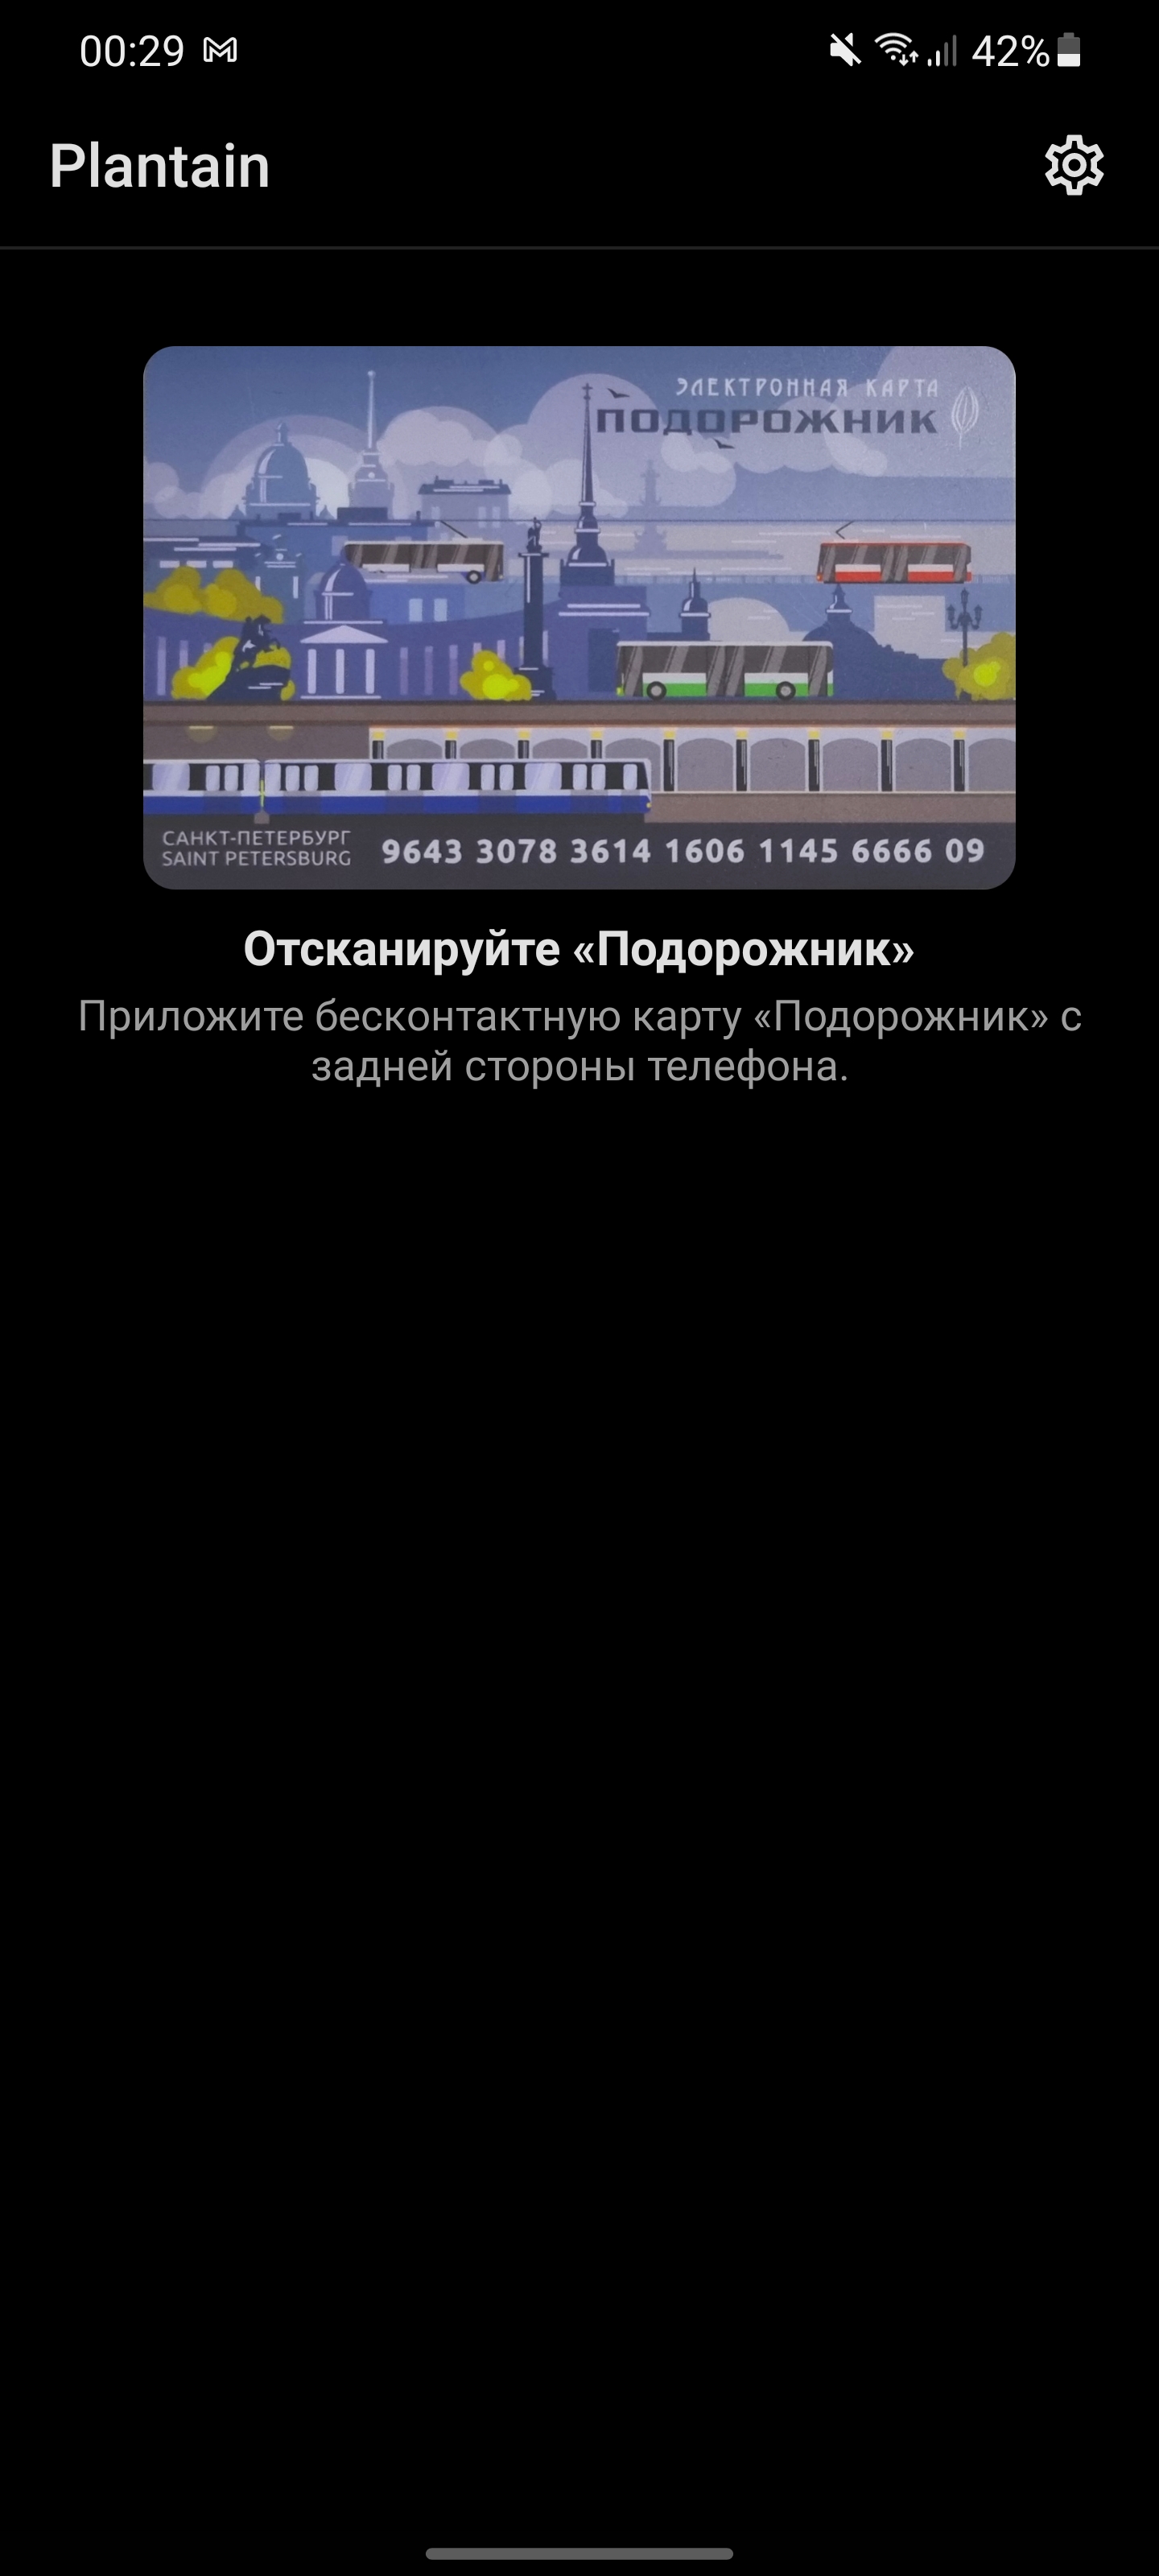 00:29
42%
Plantain
ЭЛЕКТРОННАЯ КАРТА
ПОДОРОЖНИК
САНКТ-ПЕТЕРБУРГ
SAINT PETERSBURG
9643 3078 3614 1606 1145 6666 09
Отсканируйте «Подорожник»
Приложите бесконтактную карту «Подорожник» с
задней стороны телефона.